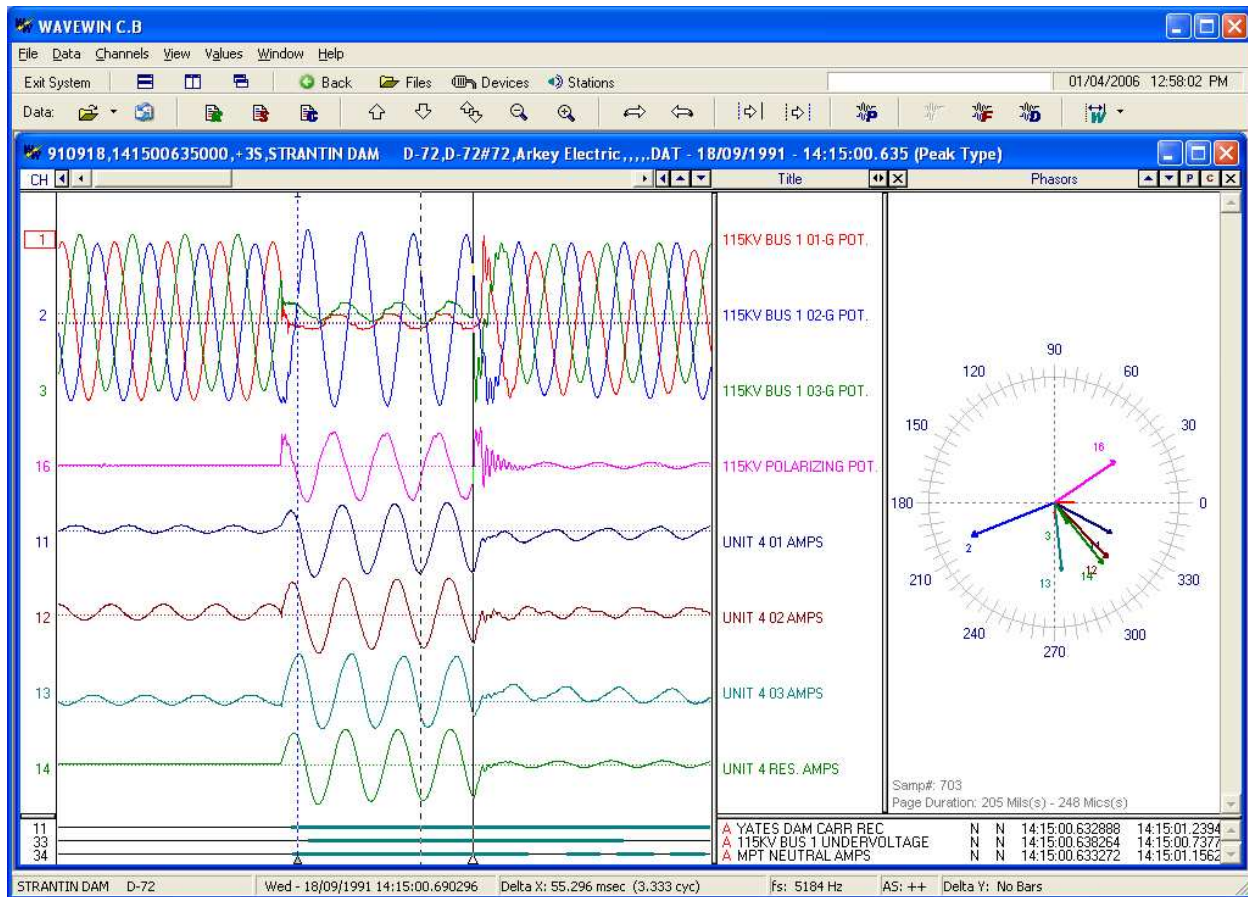 WAVEWIN C.B
File Data Channels View Values Window Help
Exit System Back Files Devices Stations 01/04/2006 12:58:02 PM
Data:
910918,141500635000,+3S,STRANTIN DAM D-72,D-72#72,Arkey Electric,,,,,DAT - 18/09/1991 - 14:15:00.635 (Peak Type)
CH Title Phasors P C
1 115KV BUS 1 01-G POT.
2 115KV BUS 1 02-G POT.
3 115KV BUS 1 03-G POT.
16 115KV POLARIZING POT.
11 UNIT 4 01 AMPS
12 UNIT 4 02 AMPS
13 UNIT 4 03 AMPS
14 UNIT 4 RES. AMPS
90
120 60
150 30
16
180 0
2 3 11
13 14 12
210 330
240 300
270
Samp#: 703
Page Duration: 205 Mils(s) - 248 Mics(s)
11 A YATES DAM CARR REC N N 14:15:00.632888 14:15:01.2394
33 A 115KV BUS 1 UNDERVOLTAGE N N 14:15:00.638264 14:15:00.7377
34 A MPT NEUTRAL AMPS N N 14:15:00.633272 14:15:01.1562
STRANTIN DAM D-72 Wed - 18/09/1991 14:15:00.690296 Delta X: 55.296 msec (3.333 cyc) fs: 5184 Hz AS: ++ Delta Y: No Bars